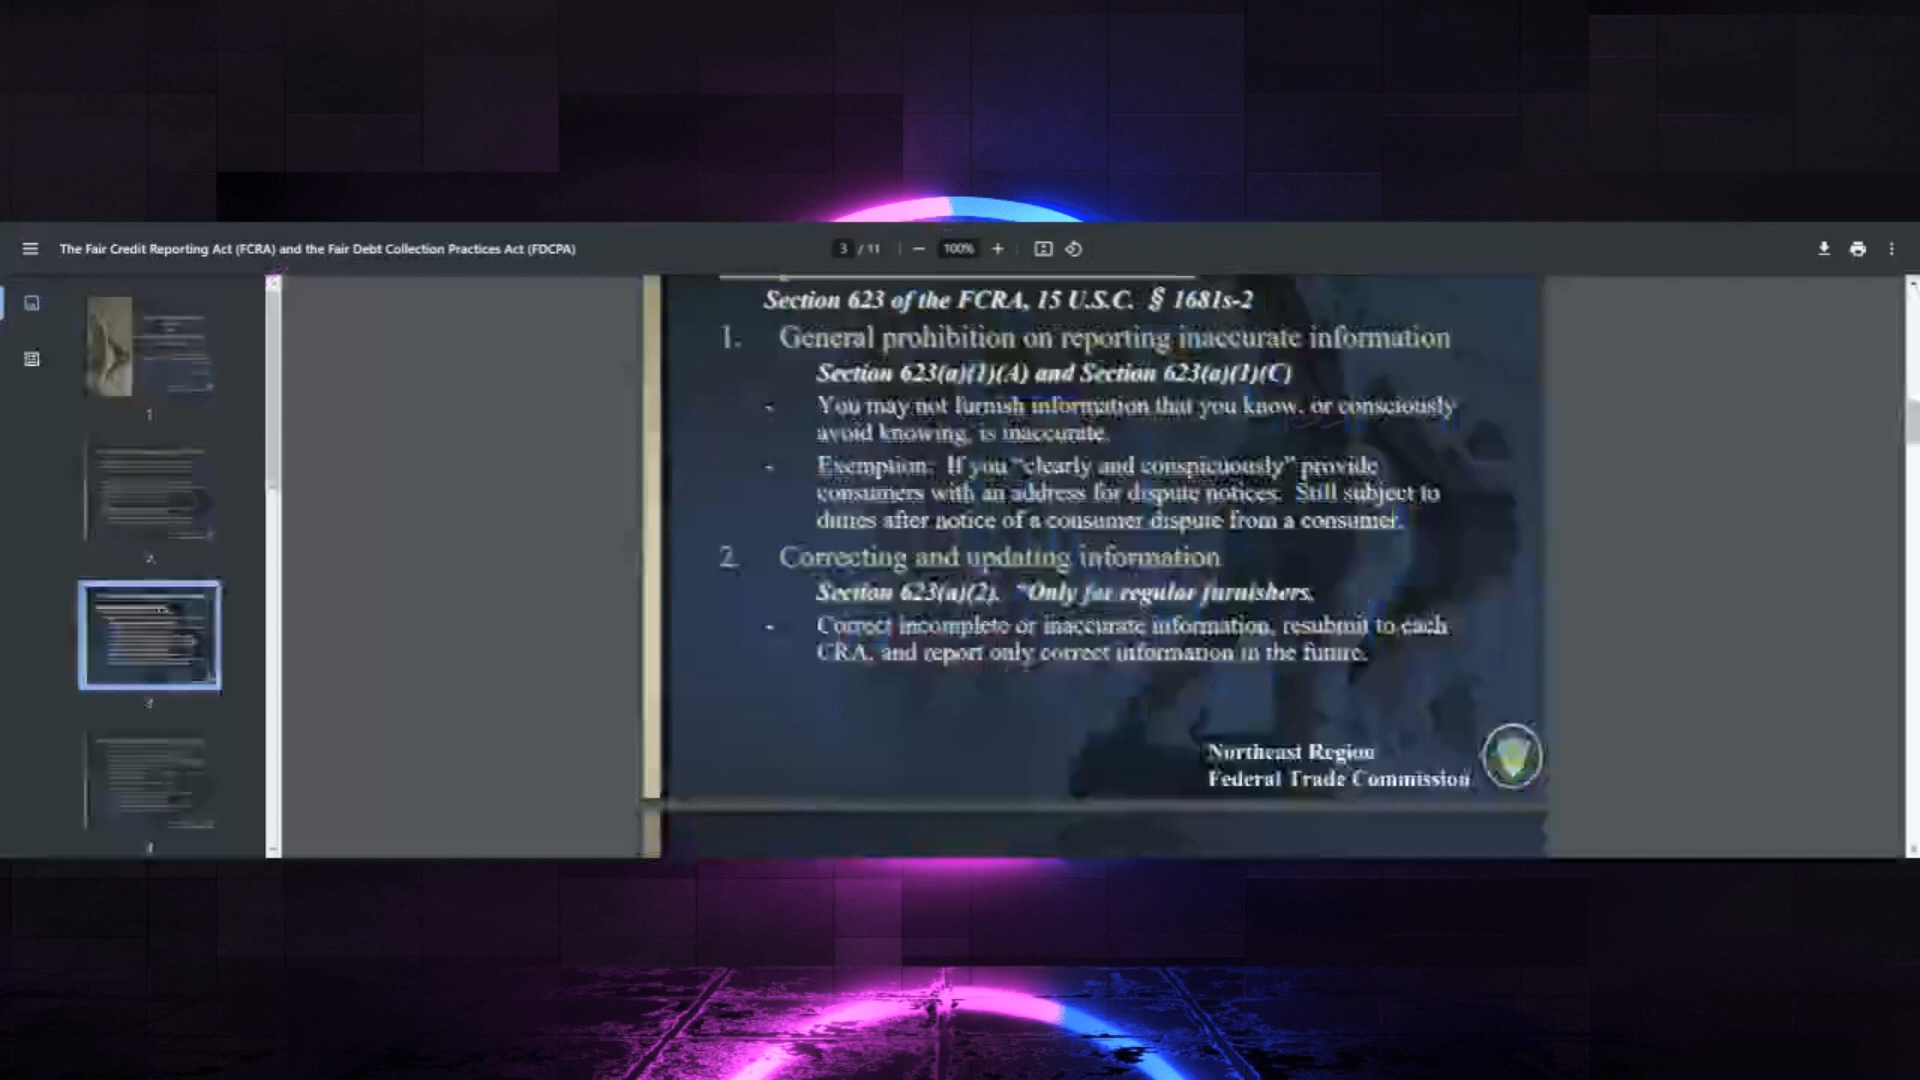 The Fair Credit Reporting Act (FCRA) and the Fair Debt Collection Practices Act (FDCPA)
3 / 11
100%
Section 623 of the FCRA, 15 U.S.C. § 1681s-2
1. General prohibition on reporting inaccurate information
Section 623(a)(1)(A) and Section 623(a)(1)(C)
- You may not furnish information that you know, or consciously
avoid knowing, is inaccurate.
- Exemption: If you "clearly and conspicuously" provide
consumers with an address for dispute notices. Still subject to
duties after notice of a consumer dispute from a consumer.
2. Correcting and updating information
Section 623(a)(2). *Only for regular furnishers.
- Correct incomplete or inaccurate information, resubmit to each
CRA, and report only correct information in the future.
Northeast Region
Federal Trade Commission
1
2
3
4